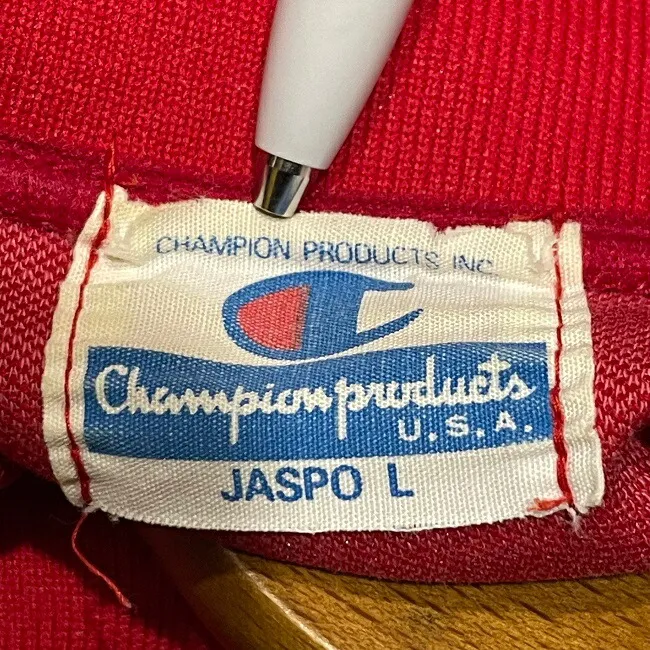 CHAMPION PRODUCTS INC
Champion products
U.S.A.
JASPO L